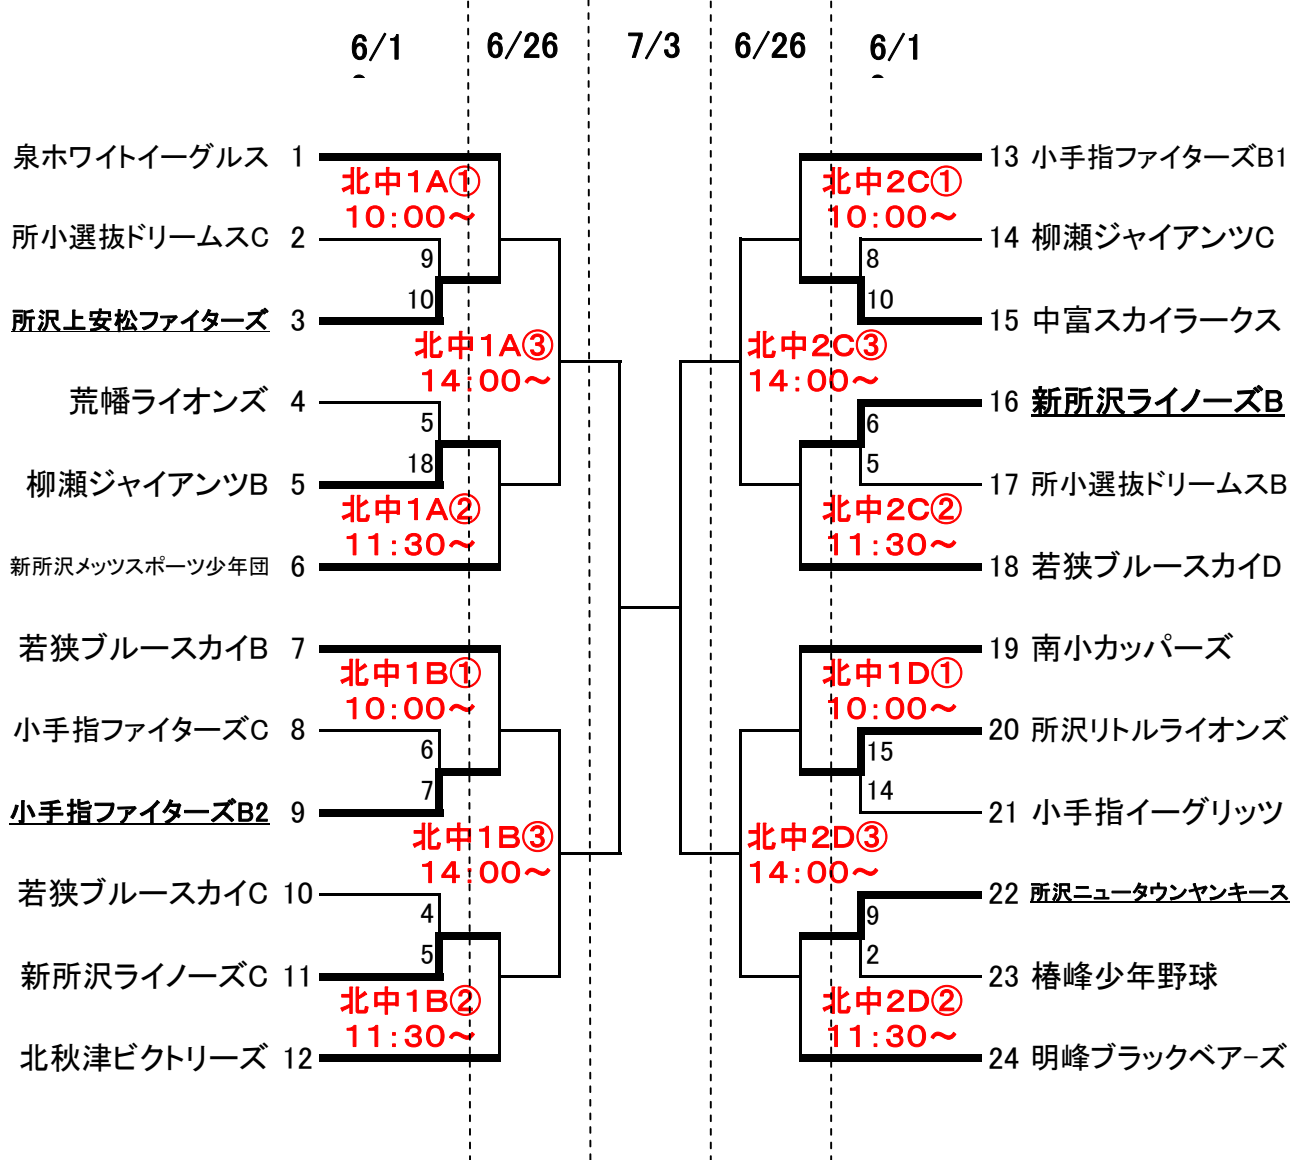 6/1 6/26 7/3 6/26 6/1
泉ホワイトイーグルス 1
北中1A①
10:00～
所小選抜ドリームスC 2
9
10
所沢上安松ファイターズ 3
北中1A③
14:00～
荒幡ライオンズ 4
5
18
柳瀬ジャイアンツB 5
北中1A②
11:30～
新所沢メッツスポーツ少年団 6
若狭ブルースカイB 7
北中1B①
10:00～
小手指ファイターズC 8
6
7
小手指ファイターズB2 9
北中1B③
14:00～
若狭ブルースカイC 10
4
5
新所沢ライノーズC 11
北中1B②
11:30～
北秋津ビクトリーズ 12
13 小手指ファイターズB1
北中2C①
10:00～
14 柳瀬ジャイアンツC
8
10
15 中富スカイラークス
北中2C③
14:00～
16 新所沢ライノーズB
6
5
17 所小選抜ドリームスB
北中2C②
11:30～
18 若狭ブルースカイD
19 南小カッパーズ
北中1D①
10:00～
20 所沢リトルライオンズ
15
14
21 小手指イーグリッツ
北中2D③
14:00～
22 所沢ニュータウンヤンキース
9
2
23 椿峰少年野球
北中2D②
11:30～
24 明峰ブラックベア-ズ